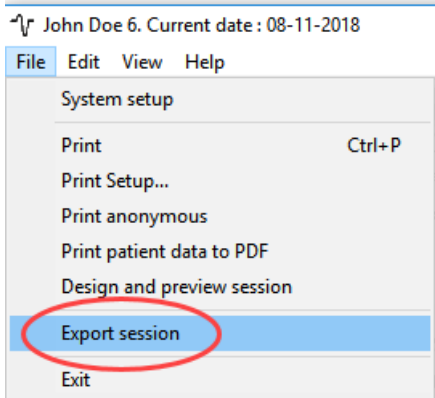 John Doe 6. Current date : 08-11-2018
File Edit View Help
System setup
Print Ctrl+P
Print Setup...
Print anonymous
Print patient data to PDF
Design and preview session
Export session
Exit